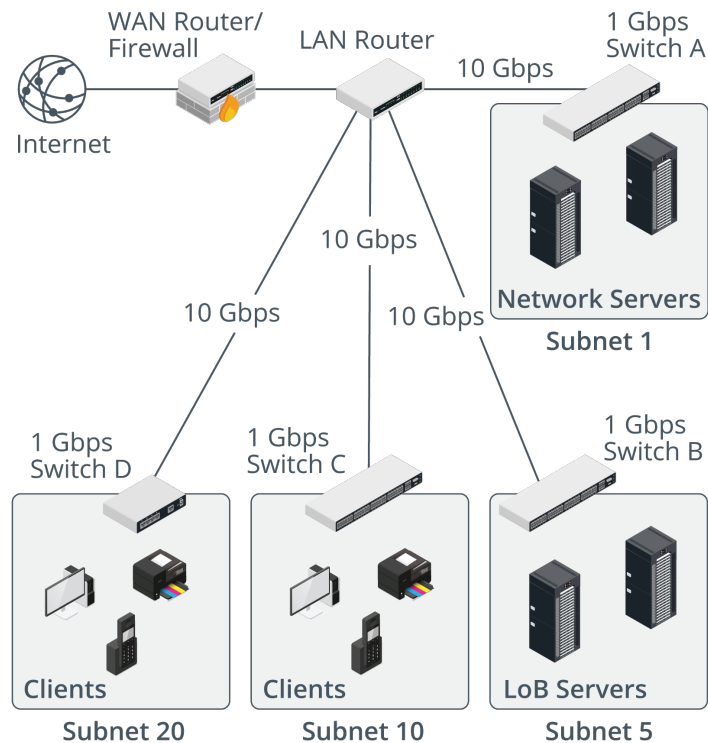 WAN Router/
Firewall
LAN Router
1 Gbps
Switch A
10 Gbps
Internet
Network Servers
Subnet 1
10 Gbps
10 Gbps
10 Gbps
1 Gbps
Switch D
1 Gbps
Switch C
1 Gbps
Switch B
Clients
Clients
LoB Servers
Subnet 20
Subnet 10
Subnet 5